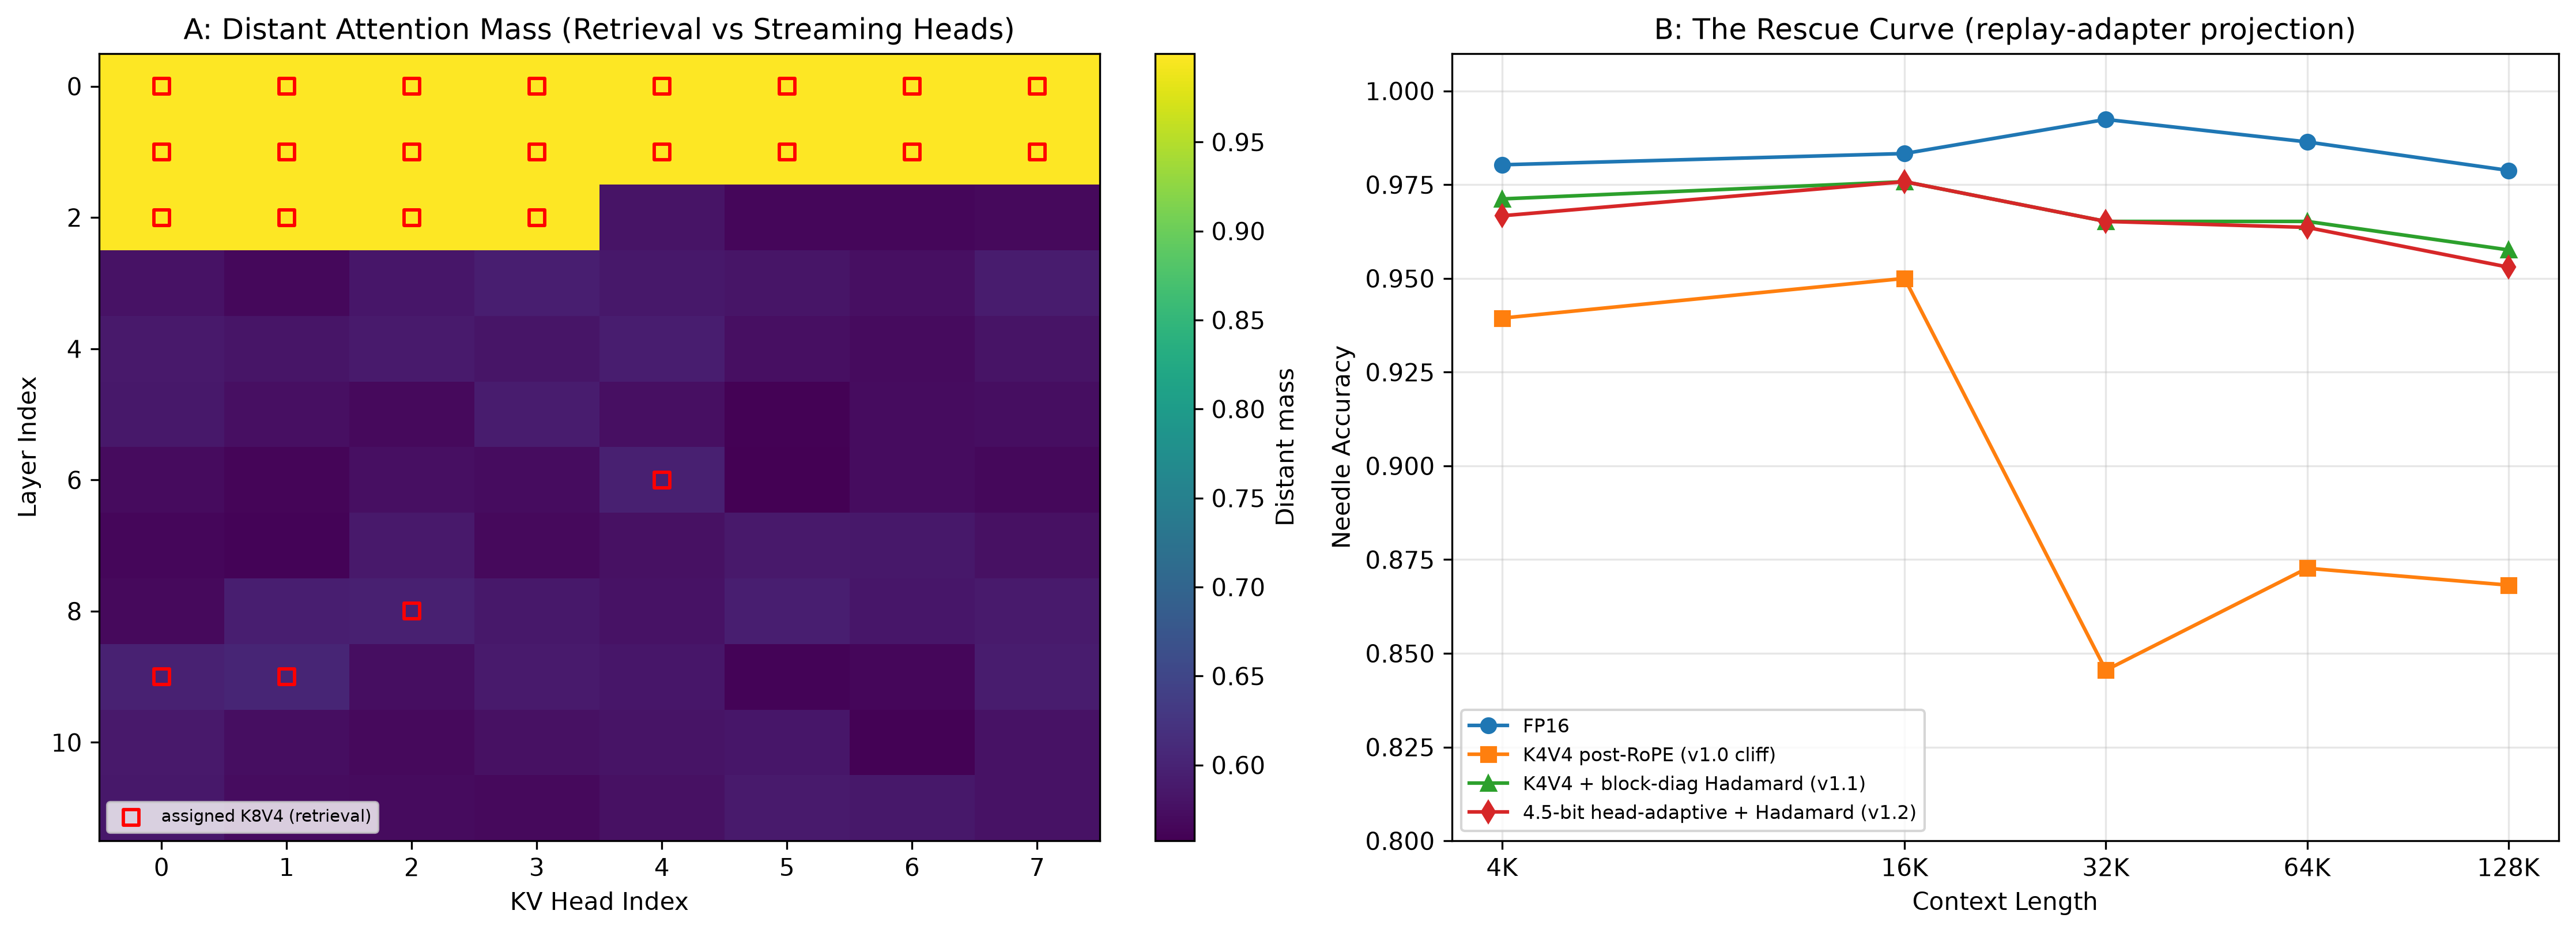 A: Distant Attention Mass (Retrieval vs Streaming Heads)
Layer Index
0
2
4
6
8
10
assigned K8V4 (retrieval)
0 1 2 3 4 5 6 7
KV Head Index
0.95
0.90
0.85
0.80
0.75
0.70
0.65
0.60
Distant mass
B: The Rescue Curve (replay-adapter projection)
Needle Accuracy
1.000
0.975
0.950
0.925
0.900
0.875
0.850
0.825
0.800
FP16
K4V4 post-RoPE (v1.0 cliff)
K4V4 + block-diag Hadamard (v1.1)
4.5-bit head-adaptive + Hadamard (v1.2)
4K 16K 32K 64K 128K
Context Length